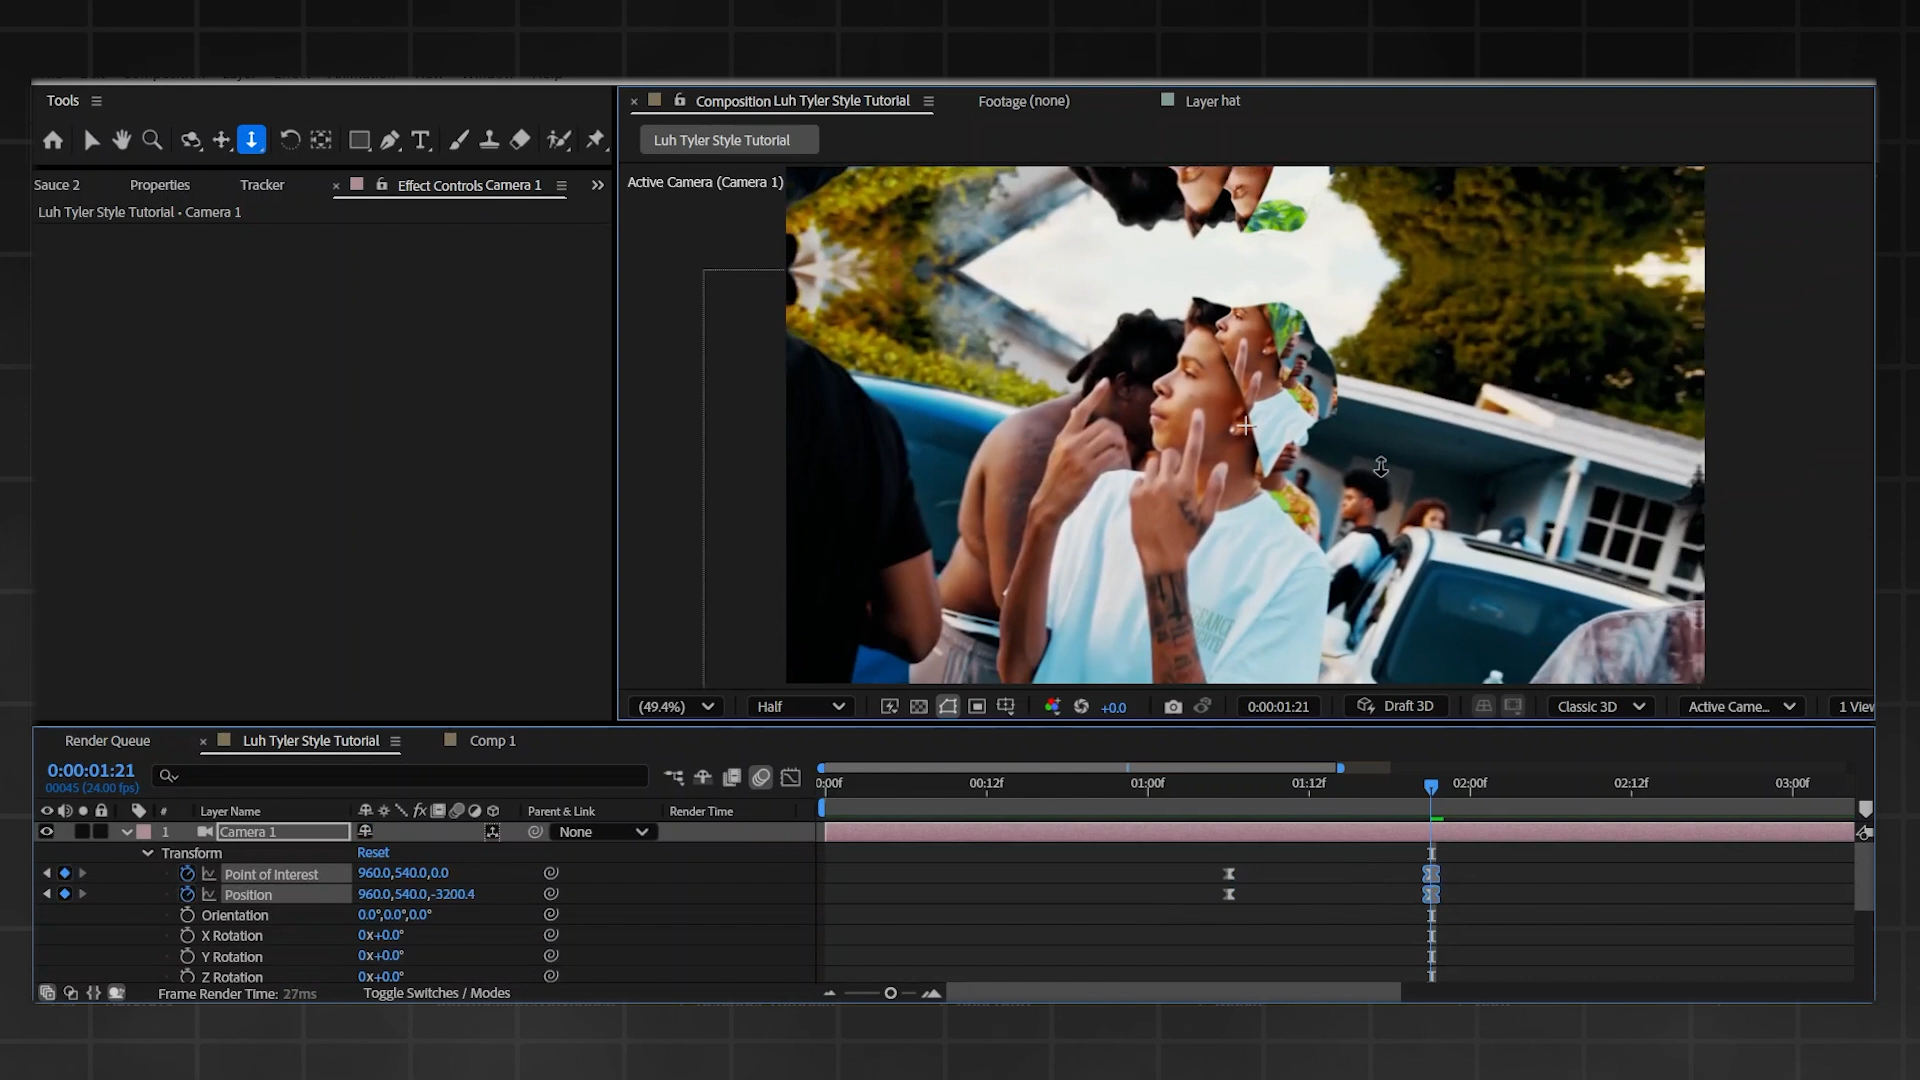 Tools
Composition Luh Tyler Style Tutorial
Footage (none)
Layer hat
Luh Tyler Style Tutorial
Sauce 2
Properties
Tracker
Effect Controls Camera 1
Luh Tyler Style Tutorial • Camera 1
Active Camera (Camera 1)
(49.4%)
Half
+0.0
0:00:01:21
Draft 3D
Classic 3D
Active Came...
1 View
Render Queue
Luh Tyler Style Tutorial
Comp 1
0:00:01:21
00045 (24.00 fps)
0:00f
00:12f
01:00f
01:12f
02:00f
02:12f
03:00f
#
Layer Name
fx
Parent & Link
Render Time
1
Camera 1
None
Transform
Reset
Point of Interest
960.0,540.0,0.0
Position
960.0,540.0,-3200.4
Orientation
0.0°,0.0°,0.0°
X Rotation
0x+0.0°
Y Rotation
0x+0.0°
Z Rotation
0x+0.0°
Frame Render Time: 27ms
Toggle Switches / Modes